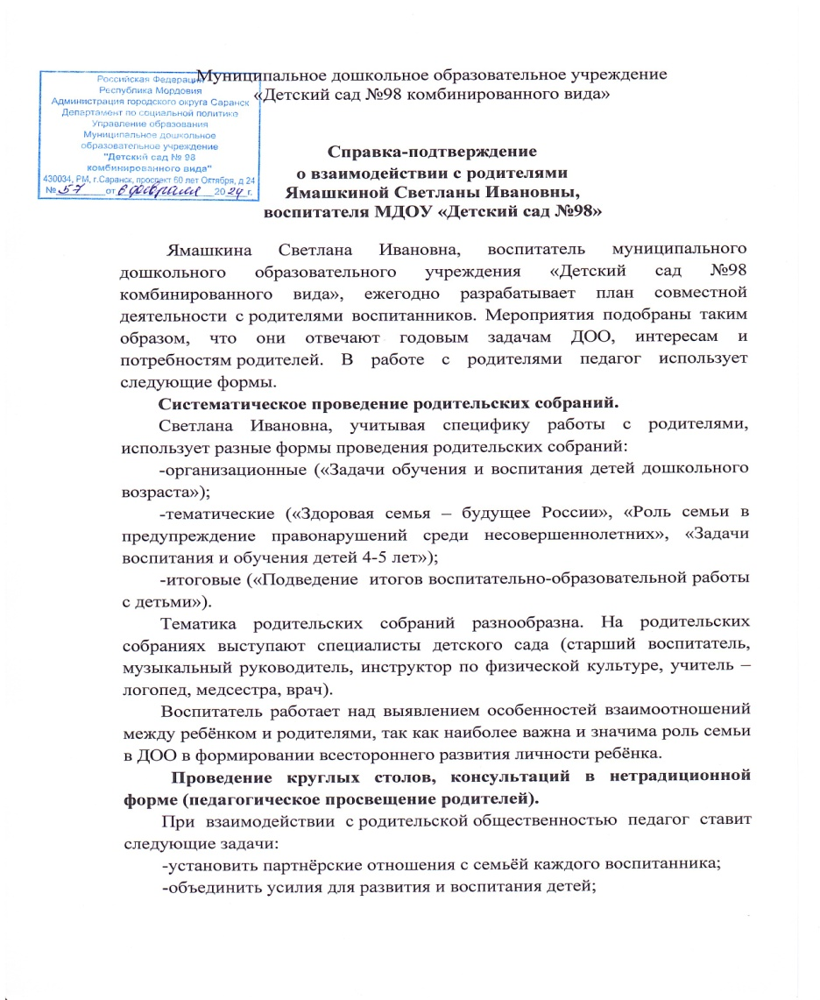 Российская Федерация
Республика Мордовия
Администрация городского округа Саранск
Департамент по социальной политике
Управление образования
Муниципальное дошкольное
образовательное учреждение
"Детский сад № 98
комбинированного вида"
430034, РМ, г.Саранск, проспект 60 лет Октября, д 24
№ 57 от 6 февраля 2024 г.
Муниципальное дошкольное образовательное учреждение
«Детский сад №98 комбинированного вида»
Справка-подтверждение
о взаимодействии с родителями
Ямашкиной Светланы Ивановны,
воспитателя МДОУ «Детский сад №98»
Ямашкина Светлана Ивановна, воспитатель муниципального
дошкольного образовательного учреждения «Детский сад №98
комбинированного вида», ежегодно разрабатывает план совместной
деятельности с родителями воспитанников. Мероприятия подобраны таким
образом, что они отвечают годовым задачам ДОО, интересам и
потребностям родителей. В работе с родителями педагог использует
следующие формы.
Систематическое проведение родительских собраний.
Светлана Ивановна, учитывая специфику работы с родителями,
использует разные формы проведения родительских собраний:
-организационные («Задачи обучения и воспитания детей дошкольного
возраста»);
-тематические («Здоровая семья – будущее России», «Роль семьи в
предупреждение правонарушений среди несовершеннолетних», «Задачи
воспитания и обучения детей 4-5 лет»);
-итоговые («Подведение итогов воспитательно-образовательной работы
с детьми»).
Тематика родительских собраний разнообразна. На родительских
собраниях выступают специалисты детского сада (старший воспитатель,
музыкальный руководитель, инструктор по физической культуре, учитель –
логопед, медсестра, врач).
Воспитатель работает над выявлением особенностей взаимоотношений
между ребёнком и родителями, так как наиболее важна и значима роль семьи
в ДОО в формировании всестороннего развития личности ребёнка.
Проведение круглых столов, консультаций в нетрадиционной
форме (педагогическое просвещение родителей).
При взаимодействии с родительской общественностью педагог ставит
следующие задачи:
-установить партнёрские отношения с семьёй каждого воспитанника;
-объединить усилия для развития и воспитания детей;